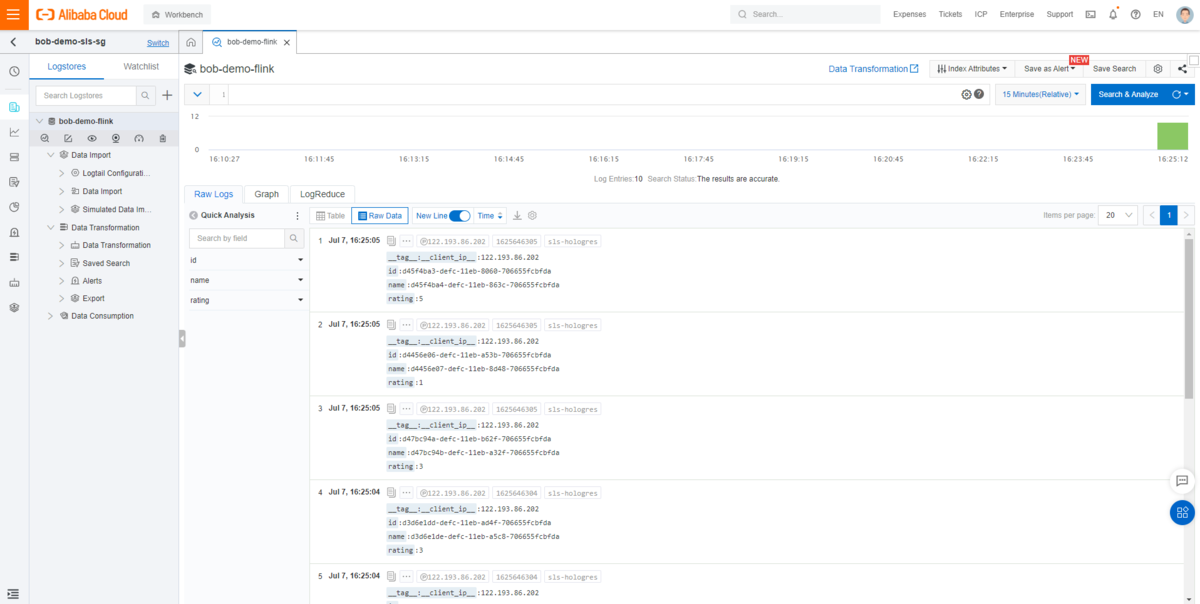 Alibaba Cloud Workbench Search... Expenses Tickets ICP Enterprise Support EN
bob-demo-sls-sg Switch bob-demo-flink
Logstores Watchlist
Search Logstores
bob-demo-flink
Data Import
Logtail Configurati...
Data Import
Simulated Data Im...
Data Transformation
Data Transformation
Saved Search
Alerts
Export
Data Consumption
bob-demo-flink
Data Transformation Index Attributes Save as Alert NEW Save Search
1 15 Minutes(Relative) Search & Analyze
12
0
16:10:27 16:11:45 16:13:15 16:14:45 16:16:15 16:17:45 16:19:15 16:20:45 16:22:15 16:23:45 16:25:12
Log Entries:10 Search Status:The results are accurate.
Raw Logs Graph LogReduce
Quick Analysis
Search by field
id
name
rating
Table Raw Data New Line Time Items per page: 20 1
1 Jul 7, 16:25:05 @122.193.86.202 1625646305 sls-hologres
__tag__:__client_ip__ :122.193.86.202
id :d45f4ba3-defc-11eb-8060-706655fcbfda
name :d45f4ba4-defc-11eb-863c-706655fcbfda
rating :5
2 Jul 7, 16:25:05 @122.193.86.202 1625646305 sls-hologres
__tag__:__client_ip__ :122.193.86.202
id :d4456e06-defc-11eb-a53b-706655fcbfda
name :d4456e07-defc-11eb-8d48-706655fcbfda
rating :1
3 Jul 7, 16:25:05 @122.193.86.202 1625646305 sls-hologres
__tag__:__client_ip__ :122.193.86.202
id :d47bc94a-defc-11eb-b62f-706655fcbfda
name :d47bc94b-defc-11eb-a32f-706655fcbfda
rating :3
4 Jul 7, 16:25:04 @122.193.86.202 1625646304 sls-hologres
__tag__:__client_ip__ :122.193.86.202
id :d3d6e1dd-defc-11eb-ad4f-706655fcbfda
name :d3d6e1de-defc-11eb-a5c8-706655fcbfda
rating :3
5 Jul 7, 16:25:04 @122.193.86.202 1625646304 sls-hologres
__tag__:__client_ip__ :122.193.86.202